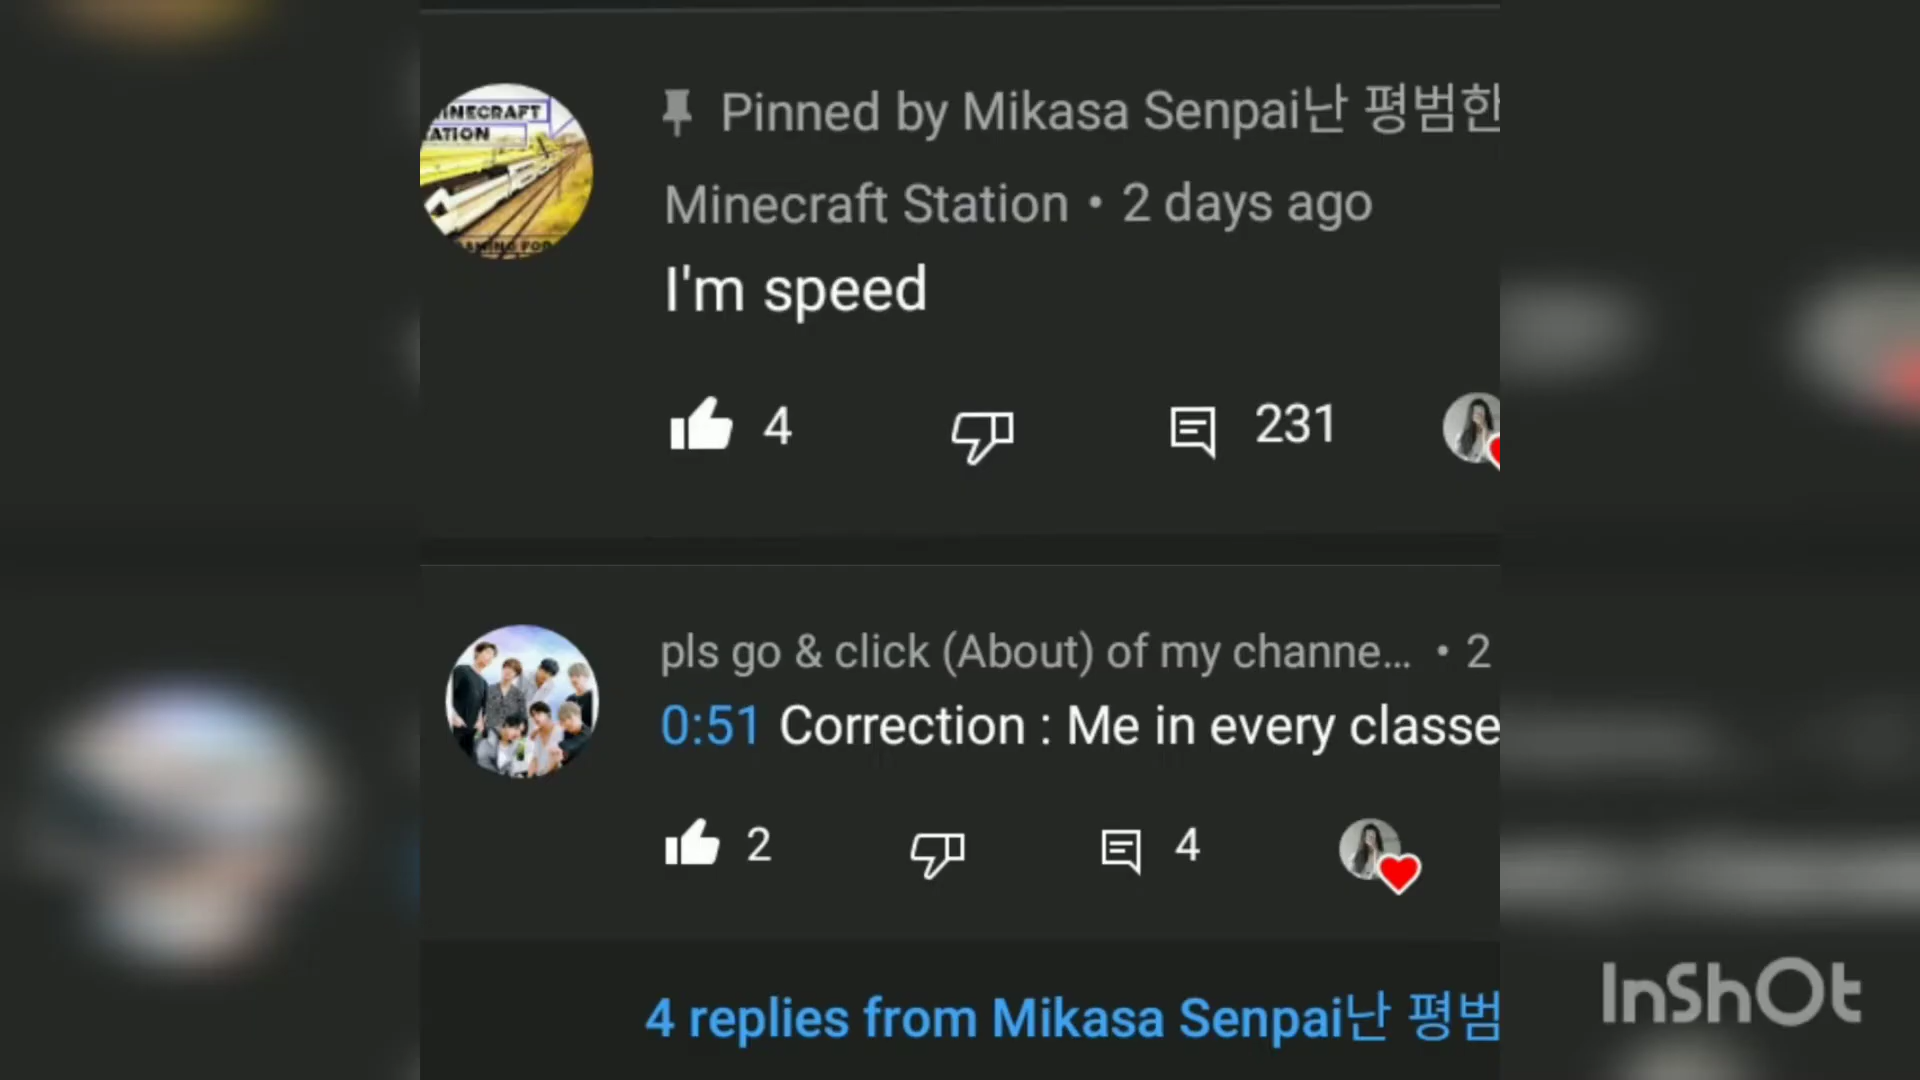 INECRAFT
ATION
Pinned by Mikasa Senpai난 평범한
Minecraft Station • 2 days ago
I'm speed
4
231
pls go & click (About) of my channe... • 2
0:51 Correction : Me in every classe
2
4
4 replies from Mikasa Senpai난 평범
InShOt